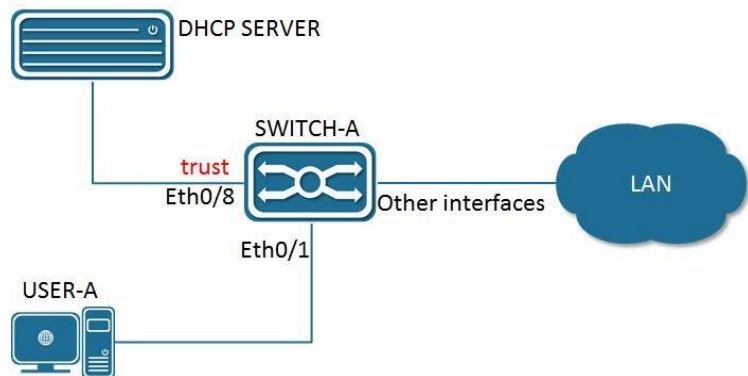 DHCP SERVER
SWITCH-A
trust
Eth0/8
Other interfaces
LAN
Eth0/1
USER-A